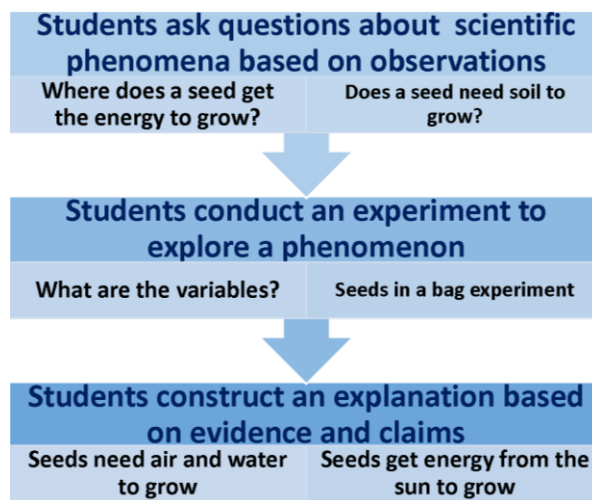 Students ask questions about scientific
phenomena based on observations
Where does a seed get
the energy to grow?
Does a seed need soil to
grow?
Students conduct an experiment to
explore a phenomenon
What are the variables?
Seeds in a bag experiment
Students construct an explanation based
on evidence and claims
Seeds need air and water
to grow
Seeds get energy from the
sun to grow